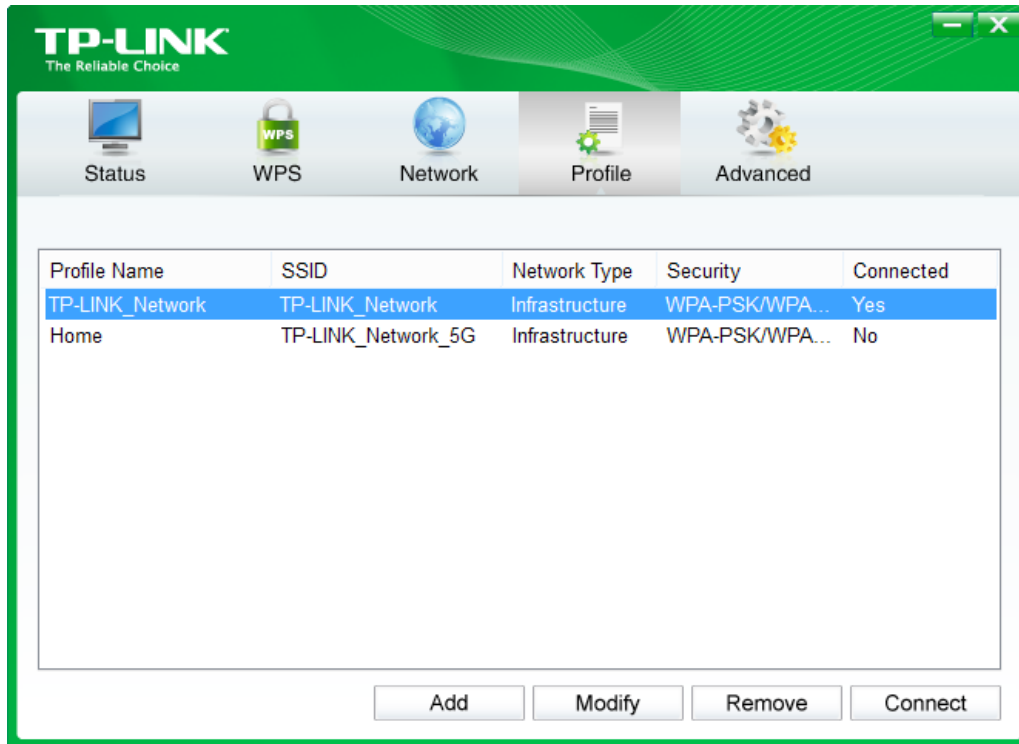 TP-LINK
The Reliable Choice
– X
WPS
Status WPS Network Profile Advanced
Profile Name SSID Network Type Security Connected
TP-LINK_Network TP-LINK_Network Infrastructure WPA-PSK/WPA... Yes
Home TP-LINK_Network_5G Infrastructure WPA-PSK/WPA... No
Add Modify Remove Connect